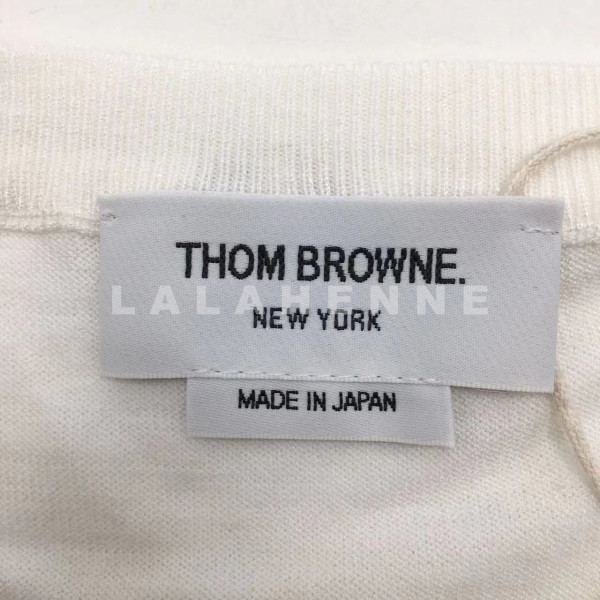 THOM BROWNE.
LALAHENNE
NEW YORK
MADE IN JAPAN